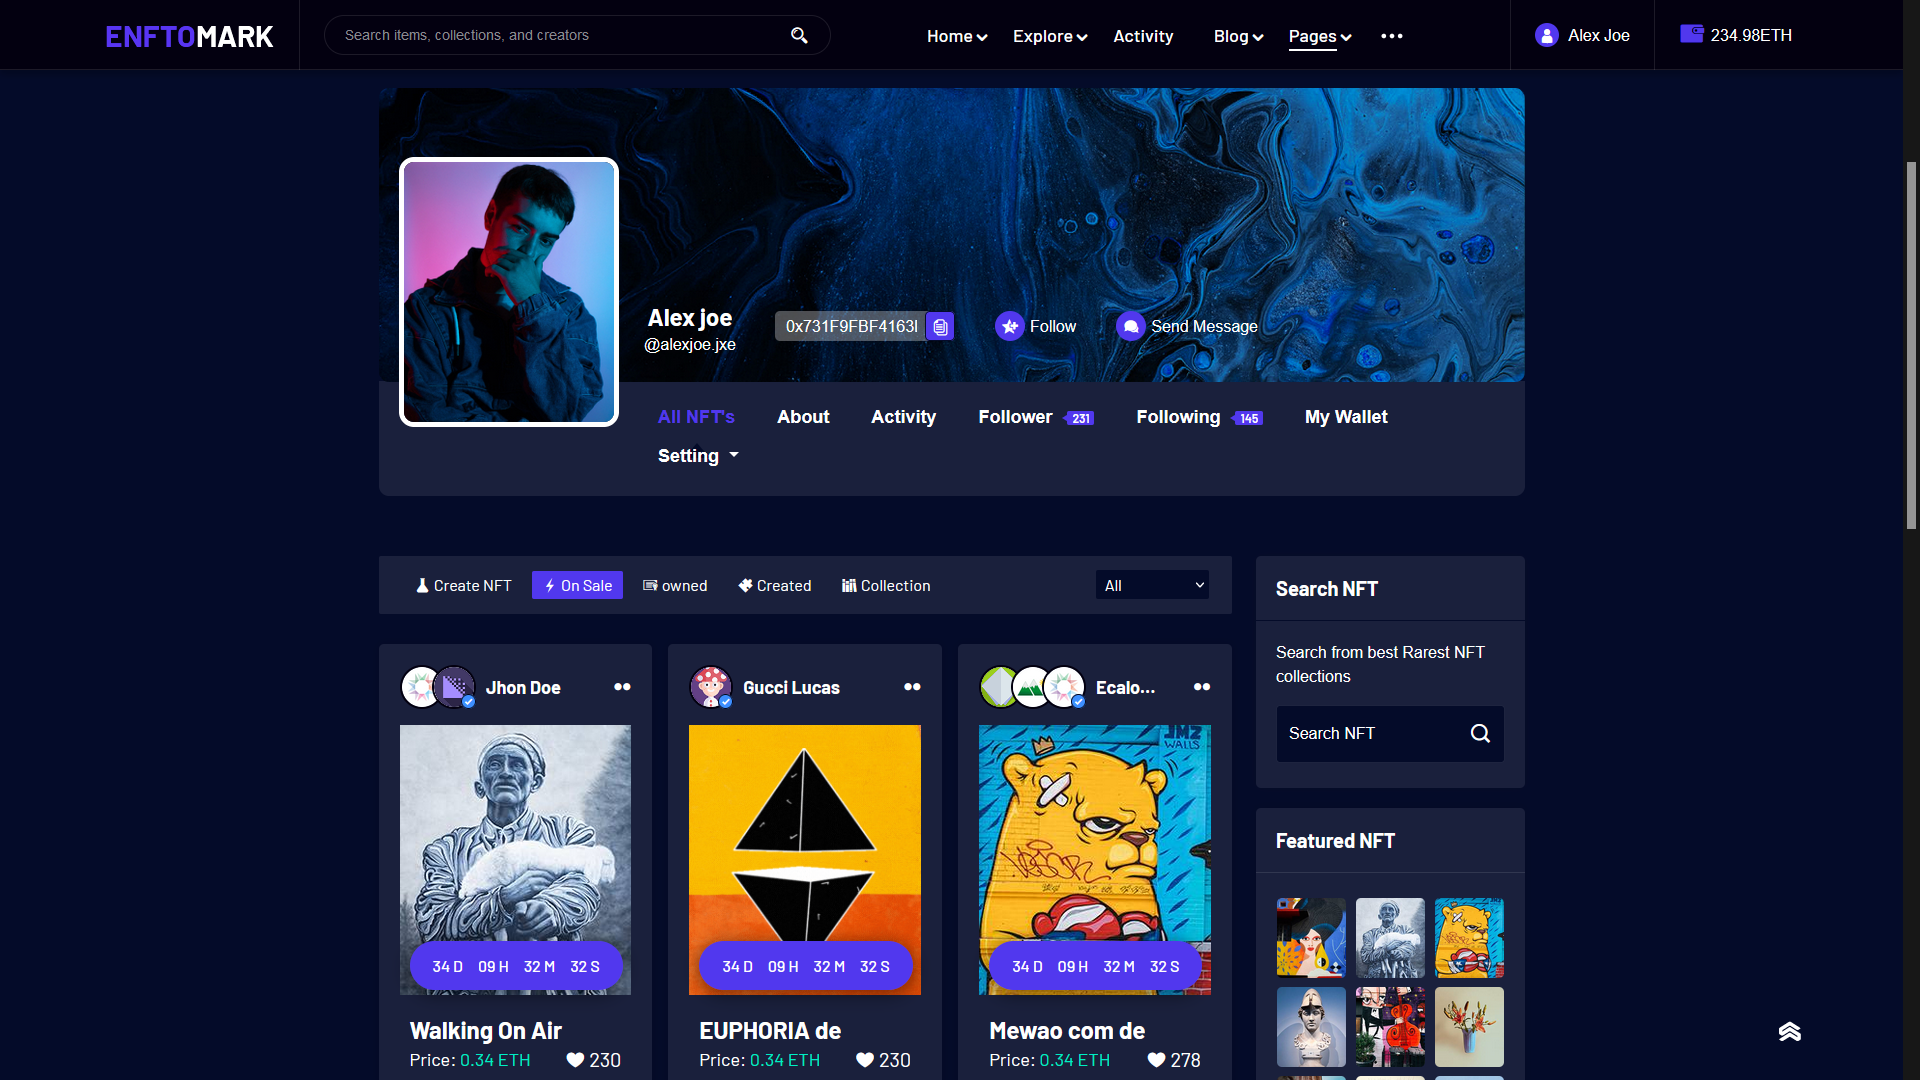 ENFTOMARK
Search items, collections, and creators
Home
Explore
Activity
Blog
Pages
Alex Joe
234.98ETH
Alex joe
@alexjoe.jxe
0x731F9FBF4163
Follow
Send Message
All NFT's
About
Activity
Follower 231
Following 145
My Wallet
Setting
Create NFT
On Sale
owned
Created
Collection
All
Jhon Doe
34 D 09 H 32 M 32 S
Walking On Air
Price: 0.34 ETH 230
Gucci Lucas
34 D 09 H 32 M 32 S
EUPHORIA de
Price: 0.34 ETH 230
Ecalo...
JMZ
WALLS
34 D 09 H 32 M 32 S
Mewao com de
Price: 0.34 ETH 278
Search NFT
Search from best Rarest NFT
collections
Search NFT
Featured NFT